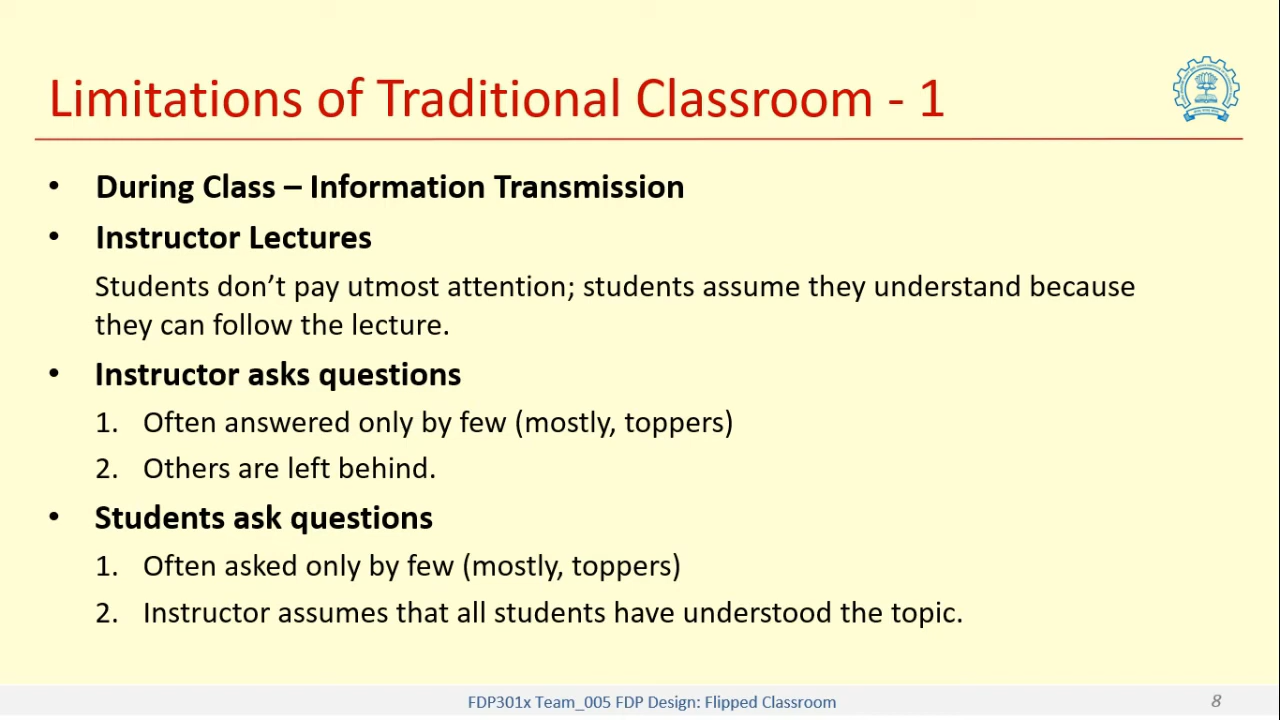 Limitations of Traditional Classroom - 1
• During Class – Information Transmission
• Instructor Lectures
Students don’t pay utmost attention; students assume they understand because
they can follow the lecture.
• Instructor asks questions
1. Often answered only by few (mostly, toppers)
2. Others are left behind.
• Students ask questions
1. Often asked only by few (mostly, toppers)
2. Instructor assumes that all students have understood the topic.
FDP301x Team_005 FDP Design: Flipped Classroom
8